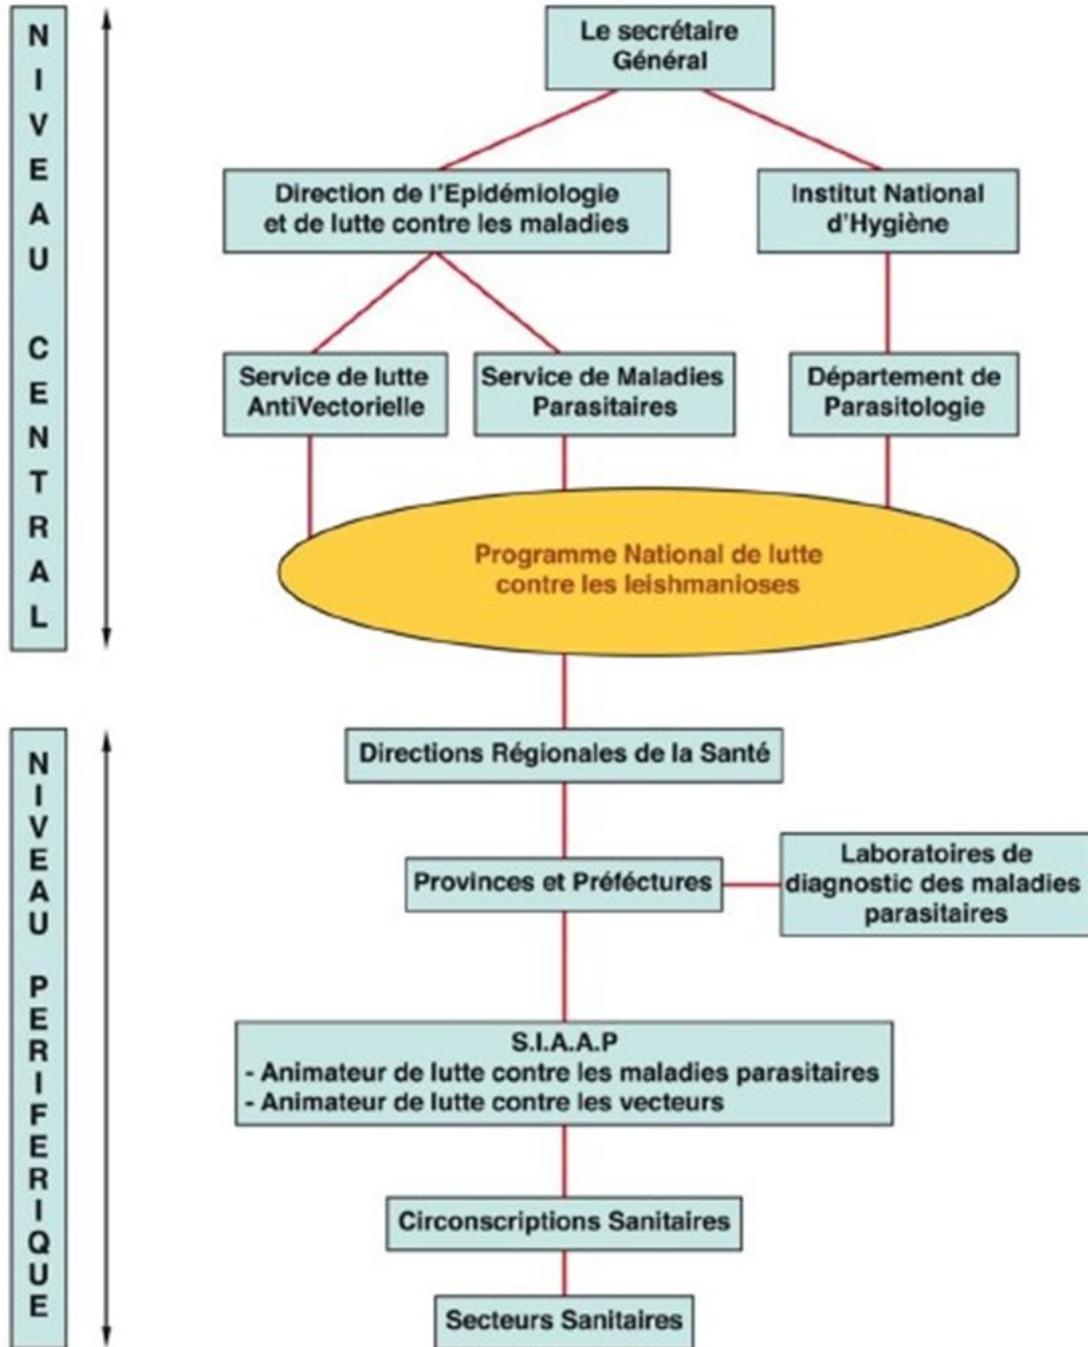 NIVEAU CENTRAL
Le secrétaire
Général
Direction de l'Epidémiologie
et de lutte contre les maladies
Institut National
d'Hygiène
Service de lutte
AntiVectorielle
Service de Maladies
Parasitaires
Département de
Parasitologie
Programme National de lutte
contre les leishmanioses
NIVEAU PERIFERIQUE
Directions Régionales de la Santé
Provinces et Préféctures
Laboratoires de
diagnostic des maladies
parasitaires
S.I.A.A.P
- Animateur de lutte contre les maladies parasitaires
- Animateur de lutte contre les vecteurs
Circonscriptions Sanitaires
Secteurs Sanitaires